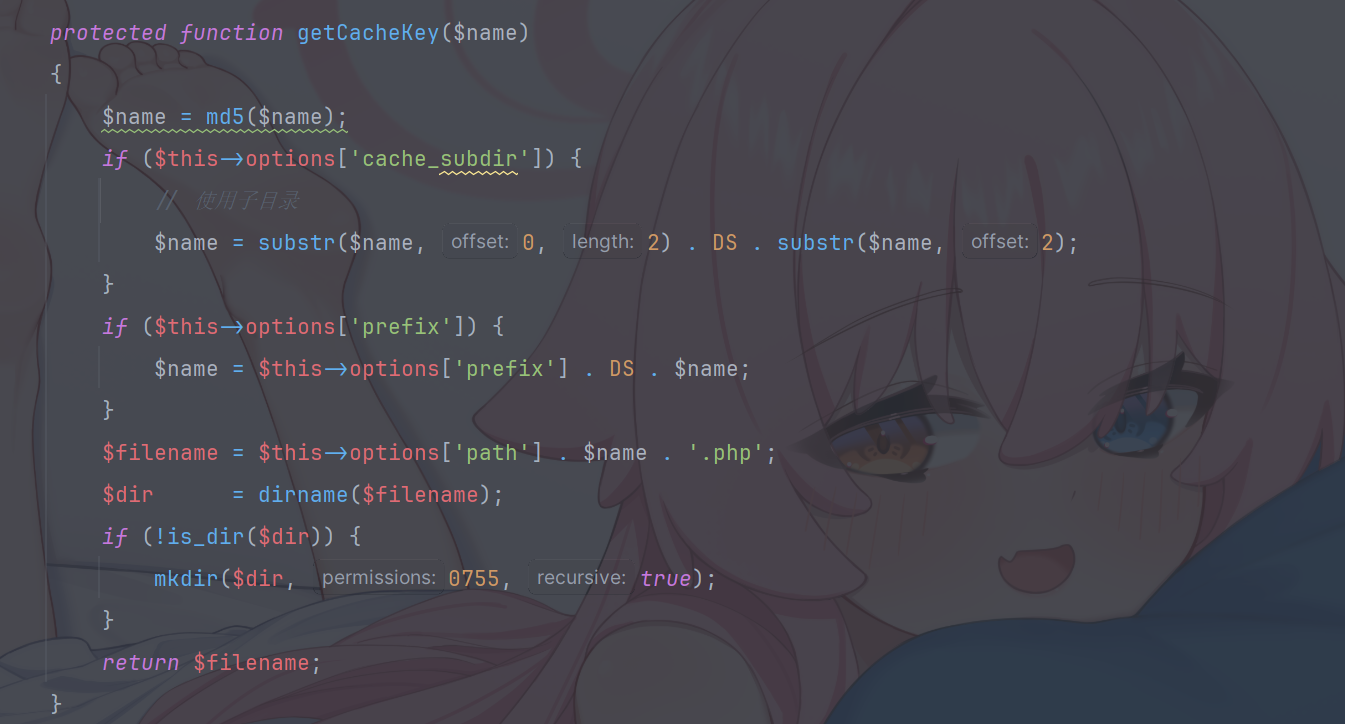 protected function getCacheKey($name)
{
$name = md5($name);
if ($this->options['cache_subdir']) {
// 使用子目录
$name = substr($name, offset: 0, length: 2) . DS . substr($name, offset: 2);
}
if ($this->options['prefix']) {
$name = $this->options['prefix'] . DS . $name;
}
$filename = $this->options['path'] . $name . '.php';
$dir      = dirname($filename);
if (!is_dir($dir)) {
mkdir($dir, permissions: 0755, recursive: true);
}
return $filename;
}